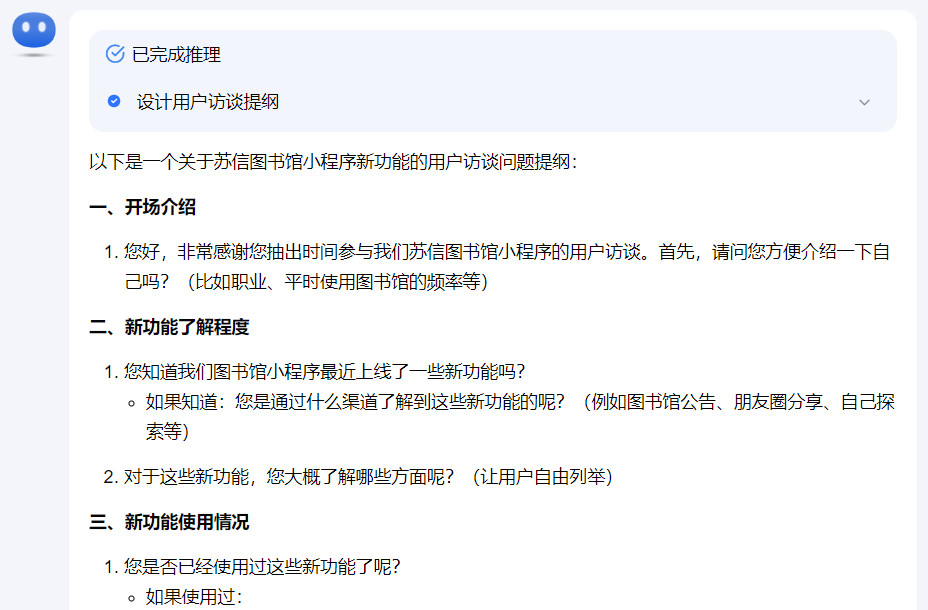 已完成推理
设计用户访谈提纲
以下是一个关于苏信图书馆小程序新功能的用户访谈问题提纲：
一、开场介绍
1. 您好，非常感谢您抽出时间参与我们苏信图书馆小程序的用户访谈。首先，请问您方便介绍一下自
己吗？（比如职业、平时使用图书馆的频率等）
二、新功能了解程度
1. 您知道我们图书馆小程序最近上线了一些新功能吗？
◦ 如果知道：您是通过什么渠道了解到这些新功能的呢？（例如图书馆公告、朋友圈分享、自己探
索等）
2. 对于这些新功能，您大概了解哪些方面呢？（让用户自由列举）
三、新功能使用情况
1. 您是否已经使用过这些新功能了呢？
◦ 如果使用过：